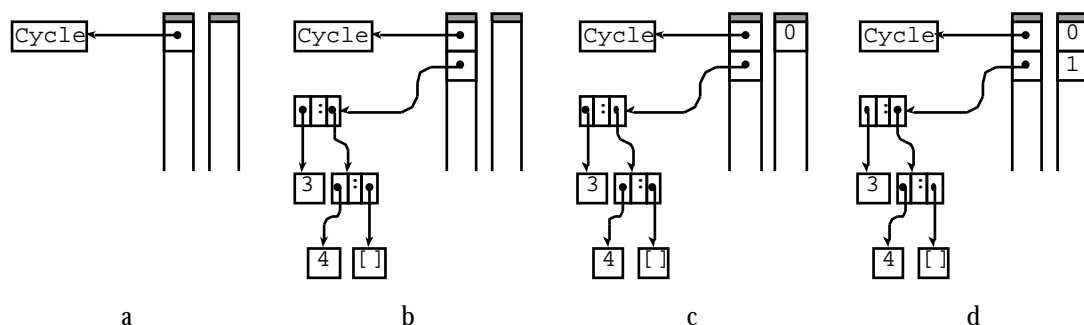 Cycle
Cycle
Cycle 0
Cycle 0
1
: : :
3 : 3 : 3 :
4 [] 4 [] 4 []
a b c d